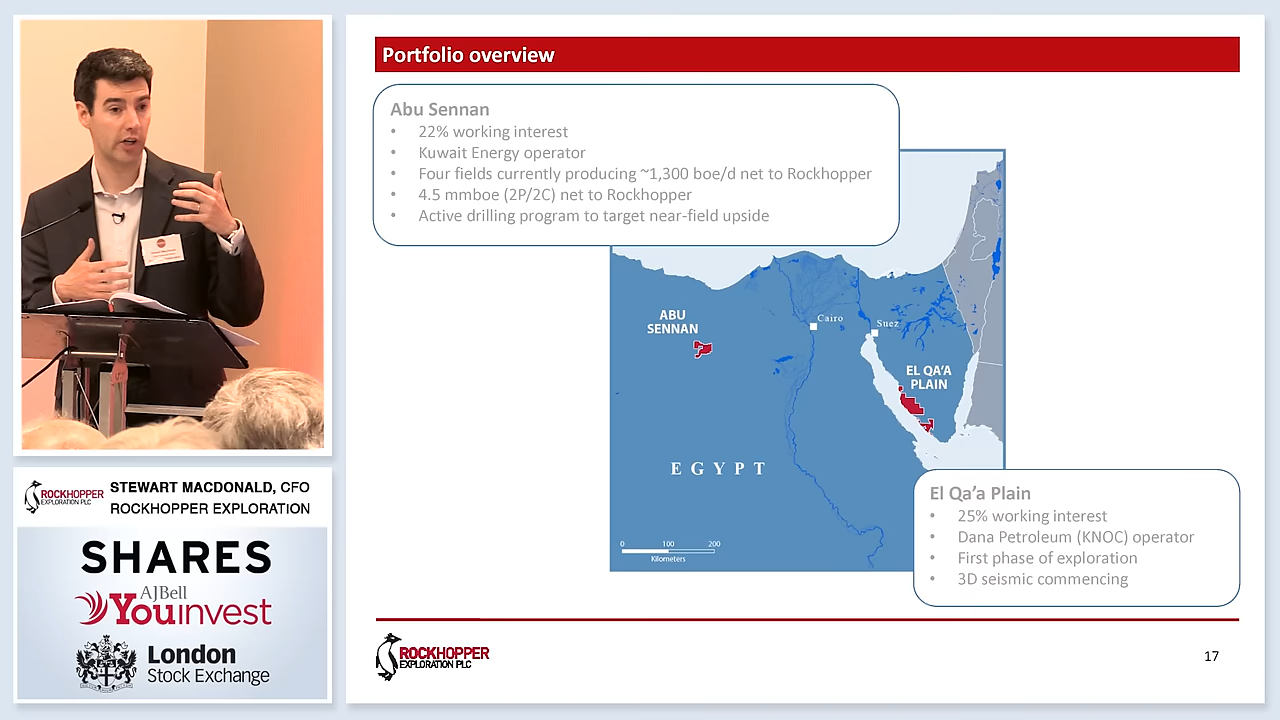 Portfolio overview
Abu Sennan
• 22% working interest
• Kuwait Energy operator
• Four fields currently producing ~1,300 boe/d net to Rockhopper
• 4.5 mmboe (2P/2C) net to Rockhopper
• Active drilling program to target near-field upside
ABU
SENNAN
Cairo
Suez
EL QA'A
PLAIN
EGYPT
0 100 200
Kilometers
El Qa’a Plain
• 25% working interest
• Dana Petroleum (KNOC) operator
• First phase of exploration
• 3D seismic commencing
ROCKHOPPER
EXPLORATION PLC
17
ROCKHOPPER
EXPLORATION PLC
STEWART MACDONALD, CFO
ROCKHOPPER EXPLORATION
SHARES
AJBell
Youinvest
London
Stock Exchange